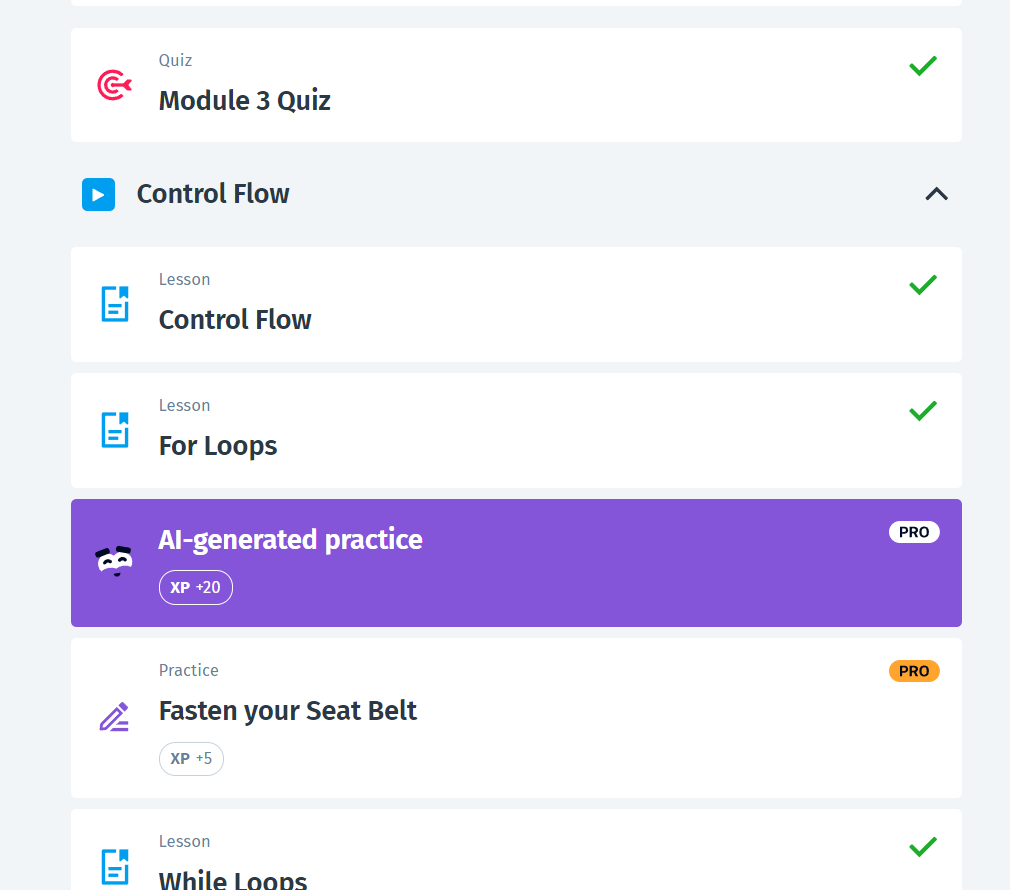 Quiz
Module 3 Quiz
Control Flow
Lesson
Control Flow
Lesson
For Loops
AI-generated practice
PRO
XP +20
Practice
PRO
Fasten your Seat Belt
XP +5
Lesson
While Loops